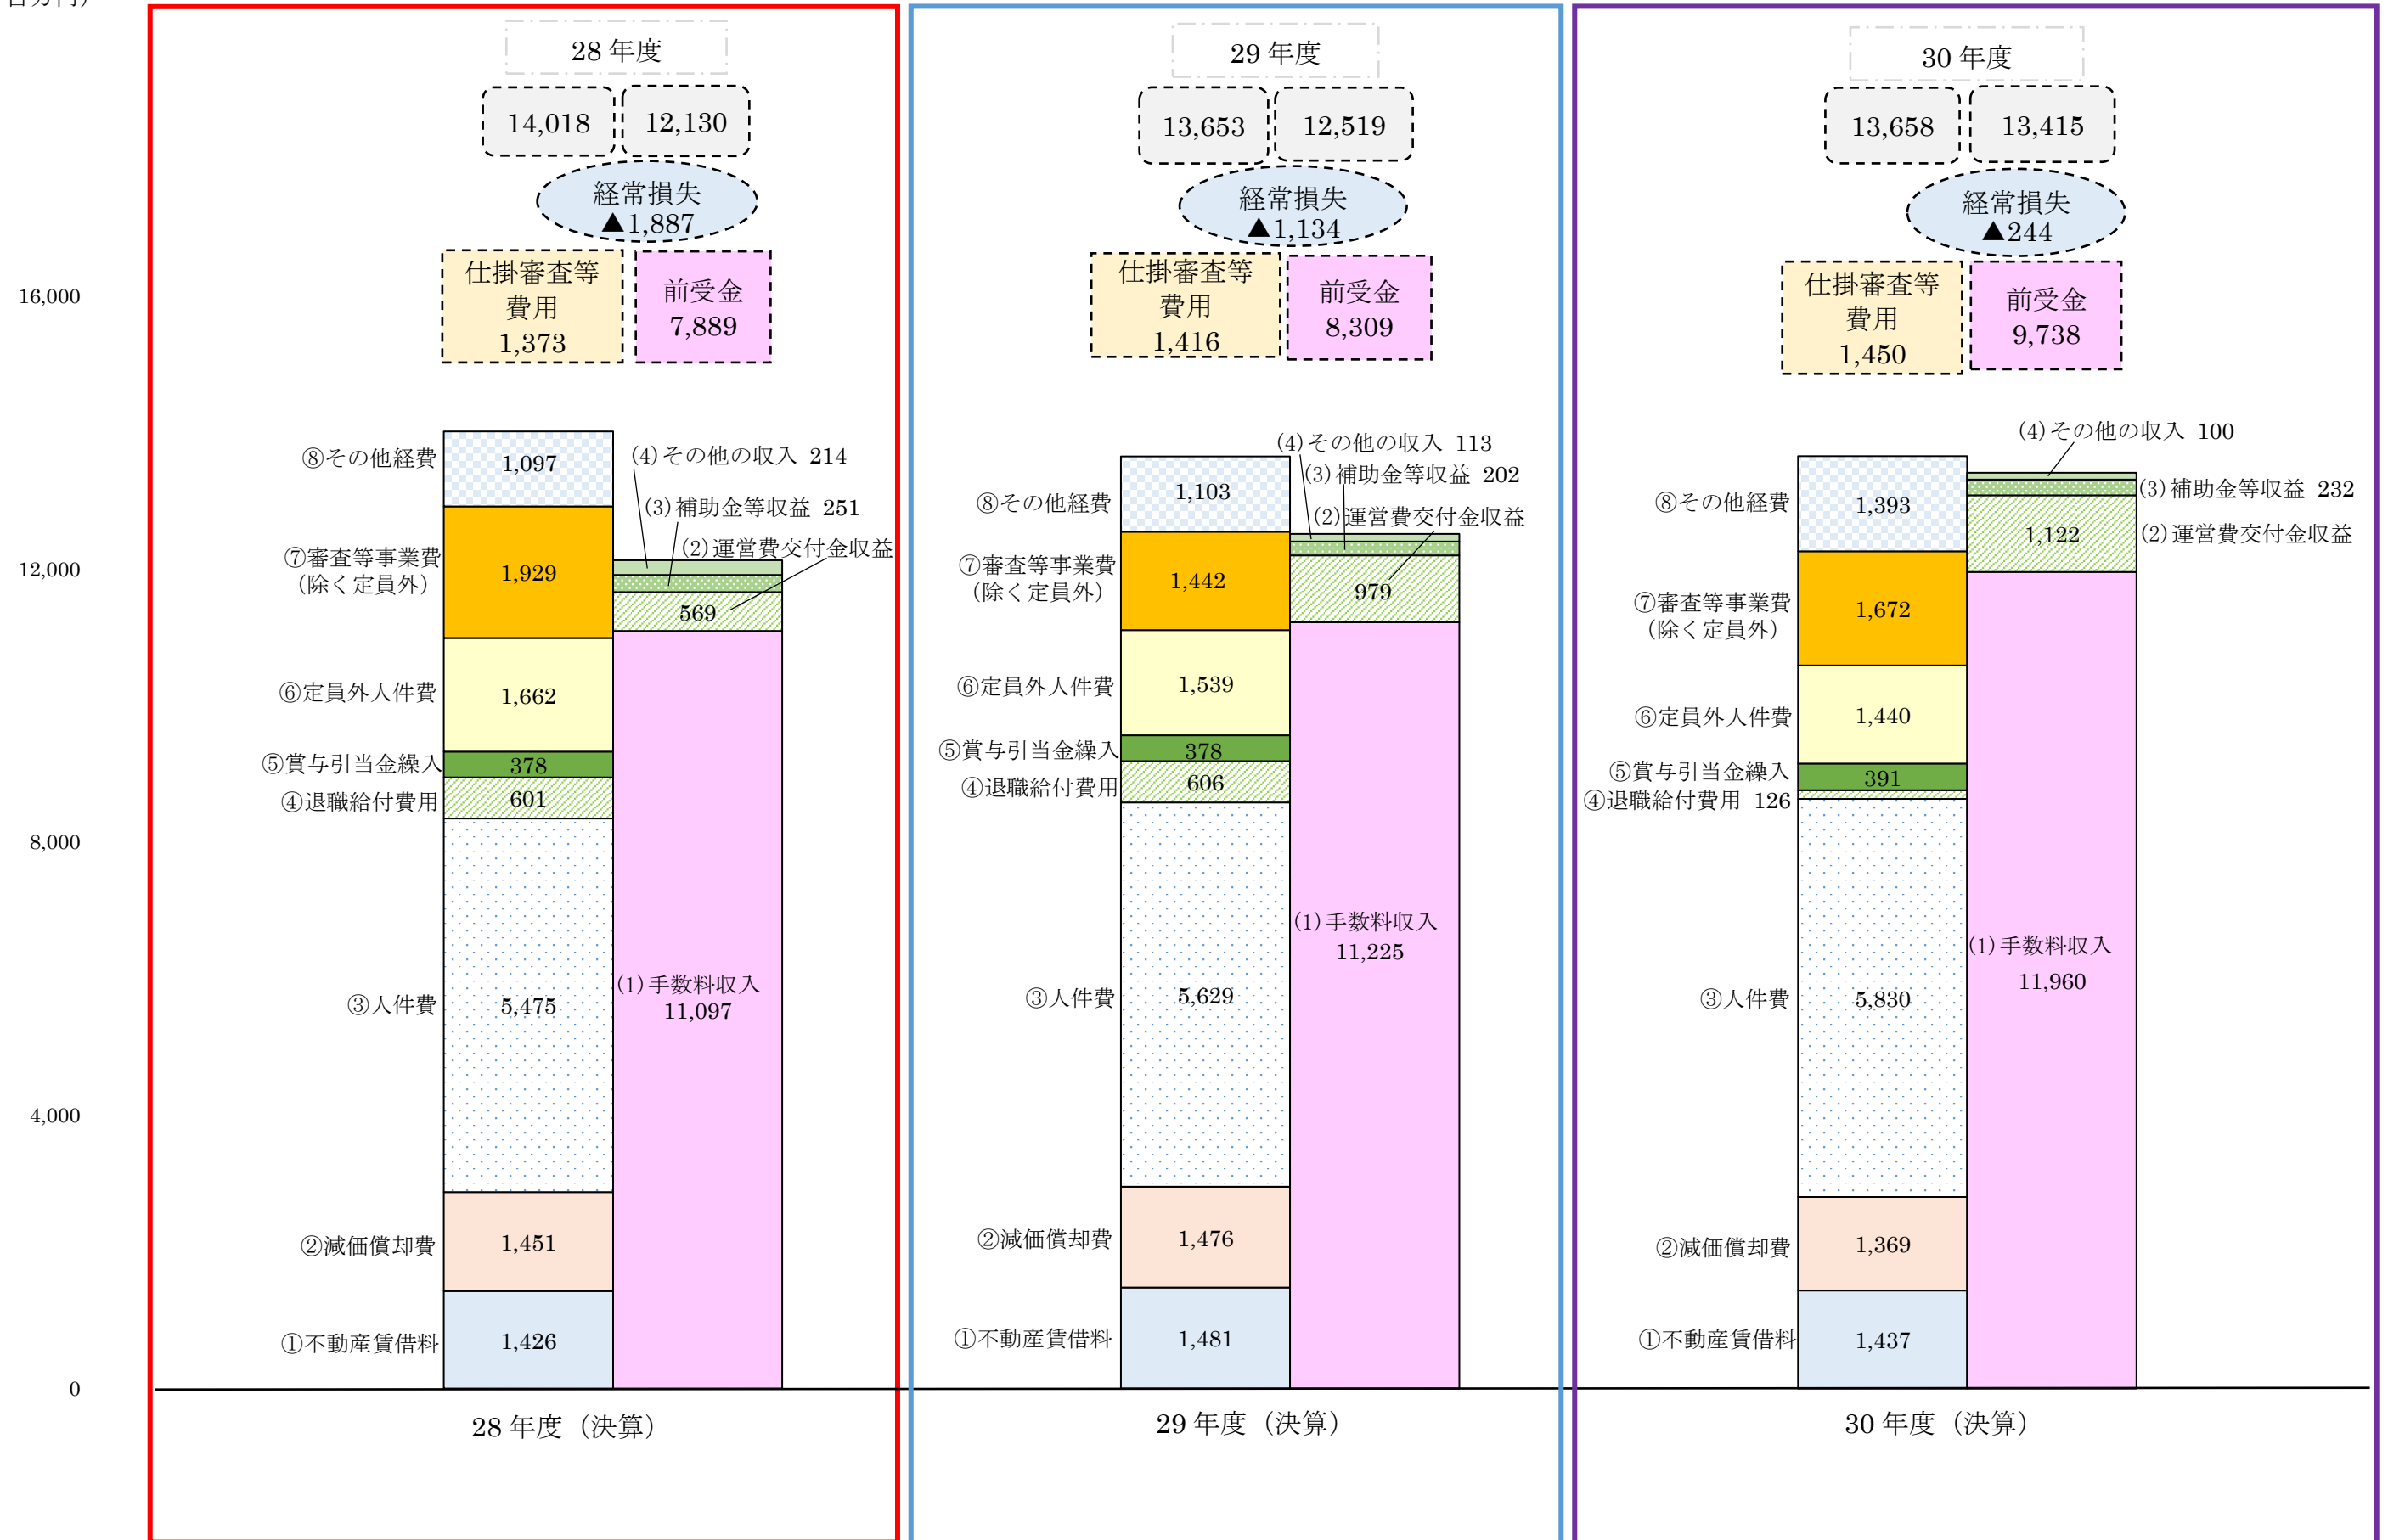 百万円）
28 年度
14,018
12,130
経常損失
▲1,887
仕掛審査等
費用
1,373
前受金
7,889
29 年度
13,653
12,519
経常損失
▲1,134
仕掛審査等
費用
1,416
前受金
8,309
30 年度
13,658
13,415
経常損失
▲244
仕掛審査等
費用
1,450
前受金
9,738
16,000
12,000
8,000
4,000
0
⑧その他経費
1,097
⑦審査等事業費
（除く定員外）
1,929
⑥定員外人件費
1,662
⑤賞与引当金繰入
378
④退職給付費用
601
③人件費
5,475
②減価償却費
1,451
①不動産賃借料
1,426
(4)その他の収入 214
(3)補助金等収益 251
(2)運営費交付金収益
569
(1)手数料収入
11,097
28 年度（決算）
⑧その他経費
1,103
⑦審査等事業費
（除く定員外）
1,442
⑥定員外人件費
1,539
⑤賞与引当金繰入
378
④退職給付費用
606
③人件費
5,629
②減価償却費
1,476
①不動産賃借料
1,481
(4)その他の収入 113
(3)補助金等収益 202
(2)運営費交付金収益
979
(1)手数料収入
11,225
29 年度（決算）
⑧その他経費
1,393
⑦審査等事業費
（除く定員外）
1,672
⑥定員外人件費
1,440
⑤賞与引当金繰入
391
④退職給付費用 126
③人件費
5,830
②減価償却費
1,369
①不動産賃借料
1,437
(4)その他の収入 100
(3)補助金等収益 232
(2)運営費交付金収益
1,122
(1)手数料収入
11,960
30 年度（決算）